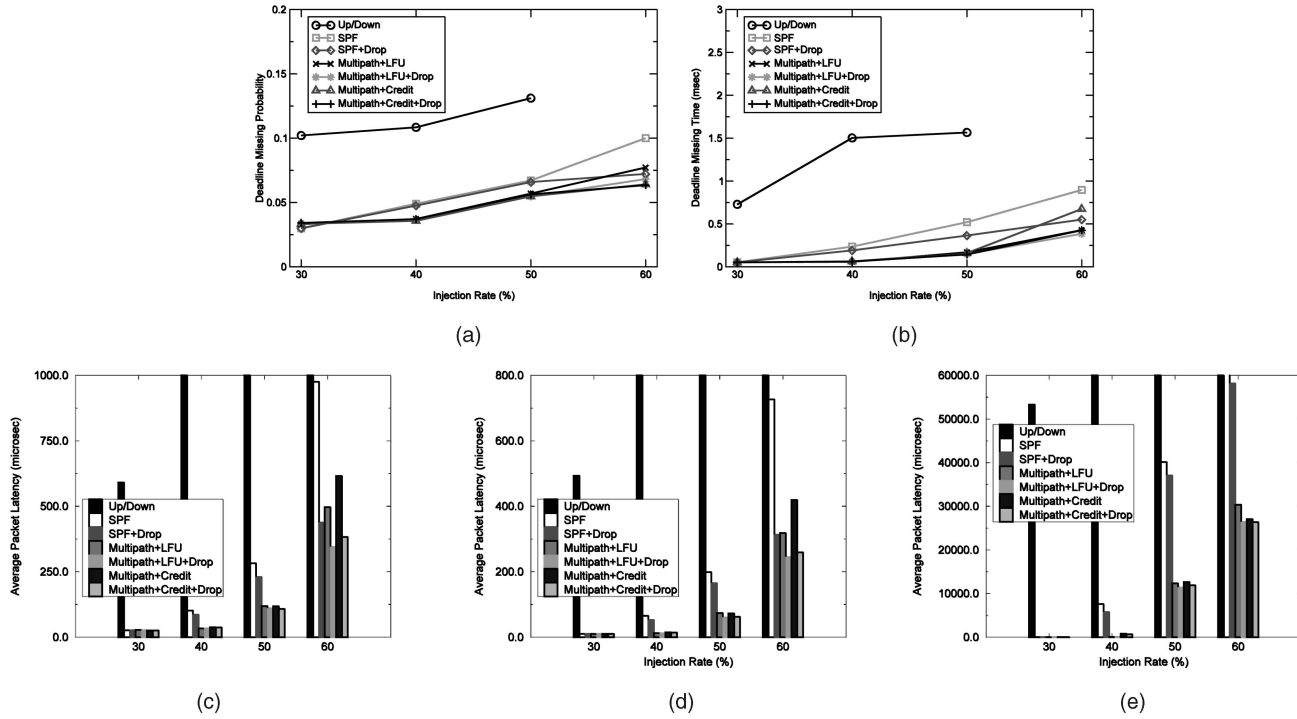 0.2
0.15
0.1
0.05
0
Deadline Missing Probability
Up/Down
SPF
SPF+Drop
Multipath+LFU
Multipath+LFU+Drop
Multipath+Credit
Multipath+Credit+Drop
30 40 50 60
Injection Rate (%)
(a)
3
2.5
2
1.5
1
0.5
0
Deadline Missing Time (msec)
Up/Down
SPF
SPF+Drop
Multipath+LFU
Multipath+LFU+Drop
Multipath+Credit
Multipath+Credit+Drop
30 40 50 60
Injection Rate (%)
(b)
1000.0
750.0
500.0
250.0
0.0
Average Packet Latency (microsec)
Up/Down
SPF
SPF+Drop
Multipath+LFU
Multipath+LFU+Drop
Multipath+Credit
Multipath+Credit+Drop
30 40 50 60
Injection Rate (%)
(c)
800.0
600.0
400.0
200.0
0.0
Average Packet Latency (microsec)
Up/Down
SPF
SPF+Drop
Multipath+LFU
Multipath+LFU+Drop
Multipath+Credit
Multipath+Credit+Drop
30 40 50 60
Injection Rate (%)
(d)
60000.0
50000.0
40000.0
30000.0
20000.0
10000.0
0.0
Average Packet Latency (microsec)
Up/Down
SPF
SPF+Drop
Multipath+LFU
Multipath+LFU+Drop
Multipath+Credit
Multipath+Credit+Drop
30 40 50 60
Injection Rate (%)
(e)